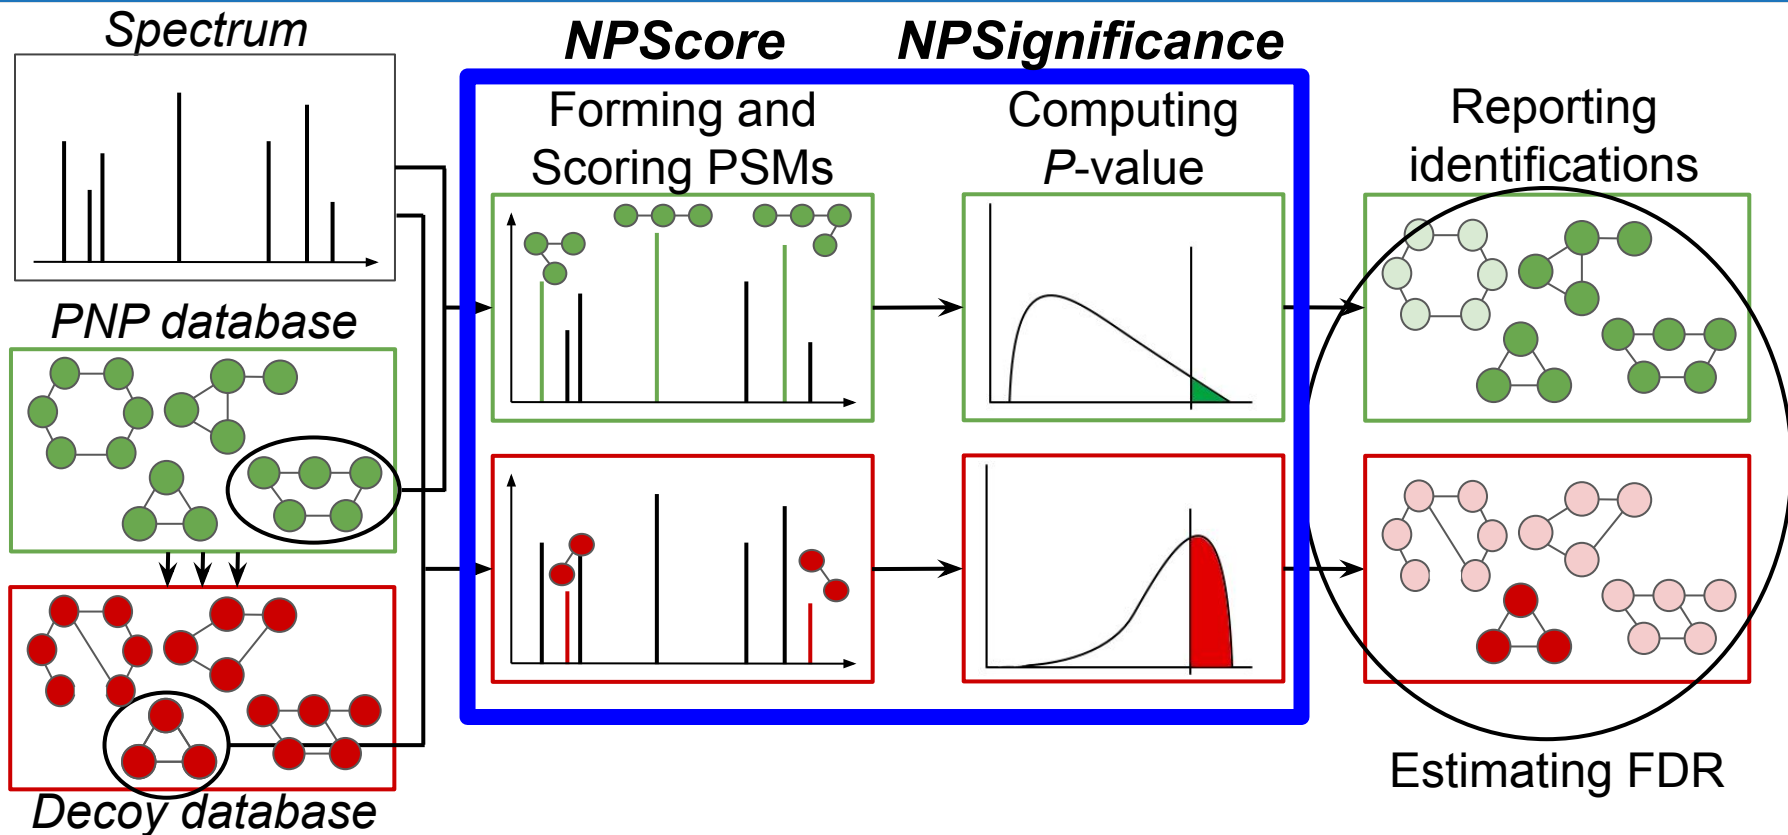 Spectrum
NPScore
NPSignificance
Forming and
Scoring PSMs
Computing
P-value
Reporting
identifications
PNP database
Decoy database
Estimating FDR